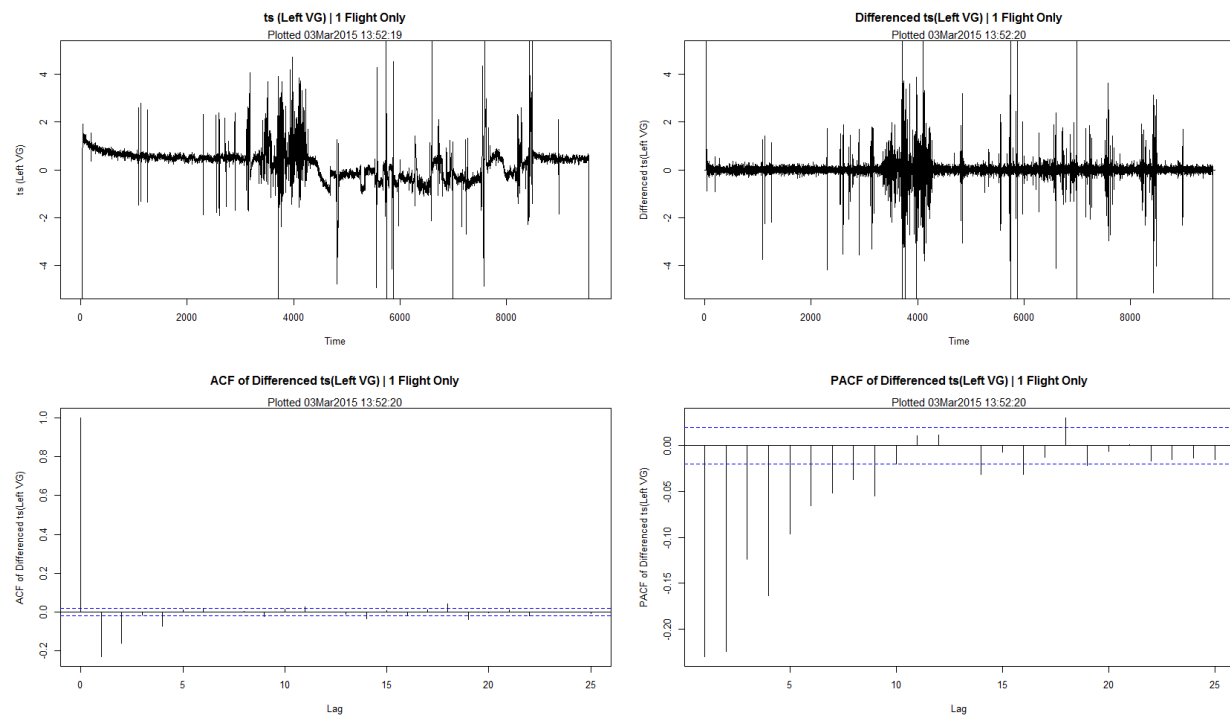 ts (Left VG) | 1 Flight Only
Plotted 03Mar2015 13:52:19
ts (Left VG)
4
2
0
-2
-4
0 2000 4000 6000 8000
Time
Differenced ts(Left VG) | 1 Flight Only
Plotted 03Mar2015 13:52:20
Differenced ts(Left VG)
4
2
0
-2
-4
0 2000 4000 6000 8000
Time
ACF of Differenced ts(Left VG) | 1 Flight Only
Plotted 03Mar2015 13:52:20
ACF of Differenced ts(Left VG)
1.0
0.8
0.6
0.4
0.2
0.0
-0.2
0 5 10 15 20 25
Lag
PACF of Differenced ts(Left VG) | 1 Flight Only
Plotted 03Mar2015 13:52:20
PACF of Differenced ts(Left VG)
0.00
-0.05
-0.10
-0.15
-0.20
5 10 15 20 25
Lag